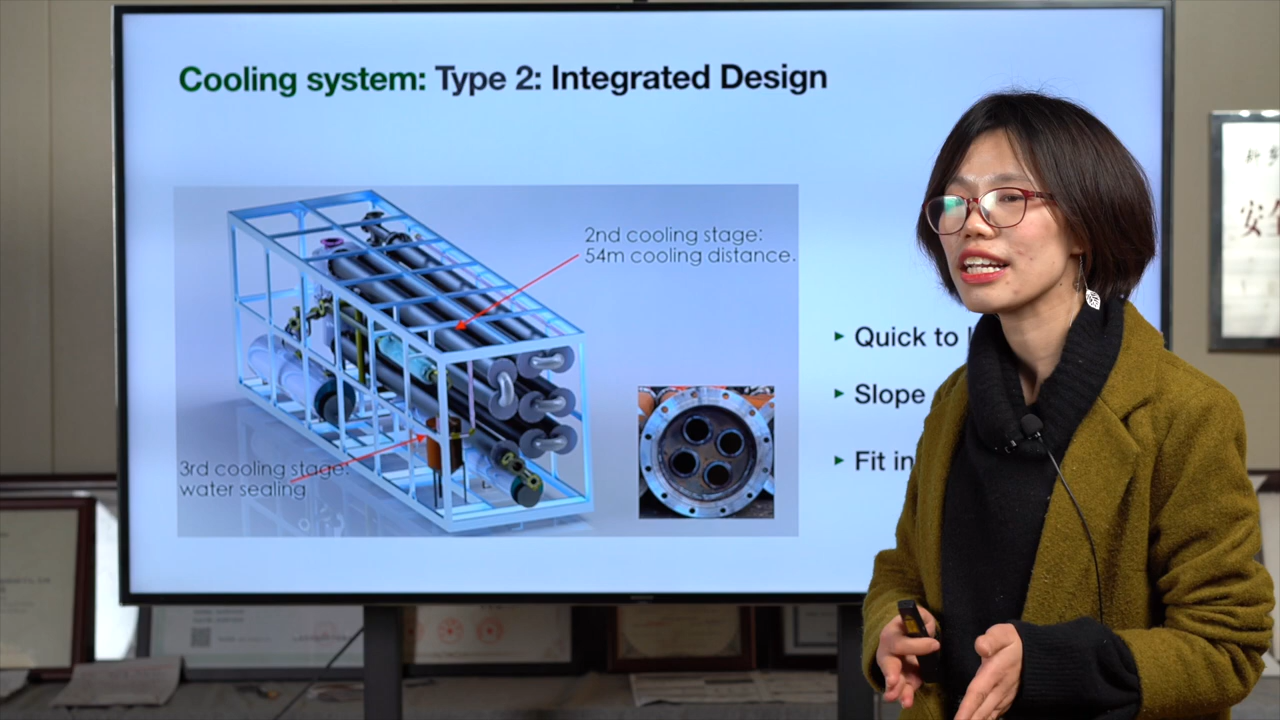 Cooling system: Type 2: Integrated Design
2nd cooling stage:
54m cooling distance.
3rd cooling stage:
water sealing
Quick to
Slope
Fit in
安